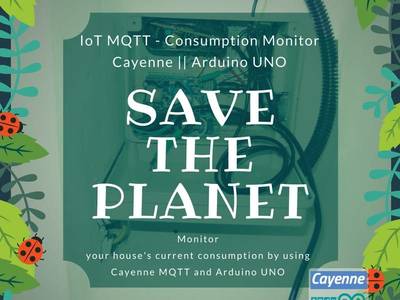 IoT MQTT - Consumption Monitor
Cayenne || Arduino UNO
SAVE
THE
PLANET
Monitor
your house's current consumption by using
Cayenne MQTT and Arduino UNO
Cayenne